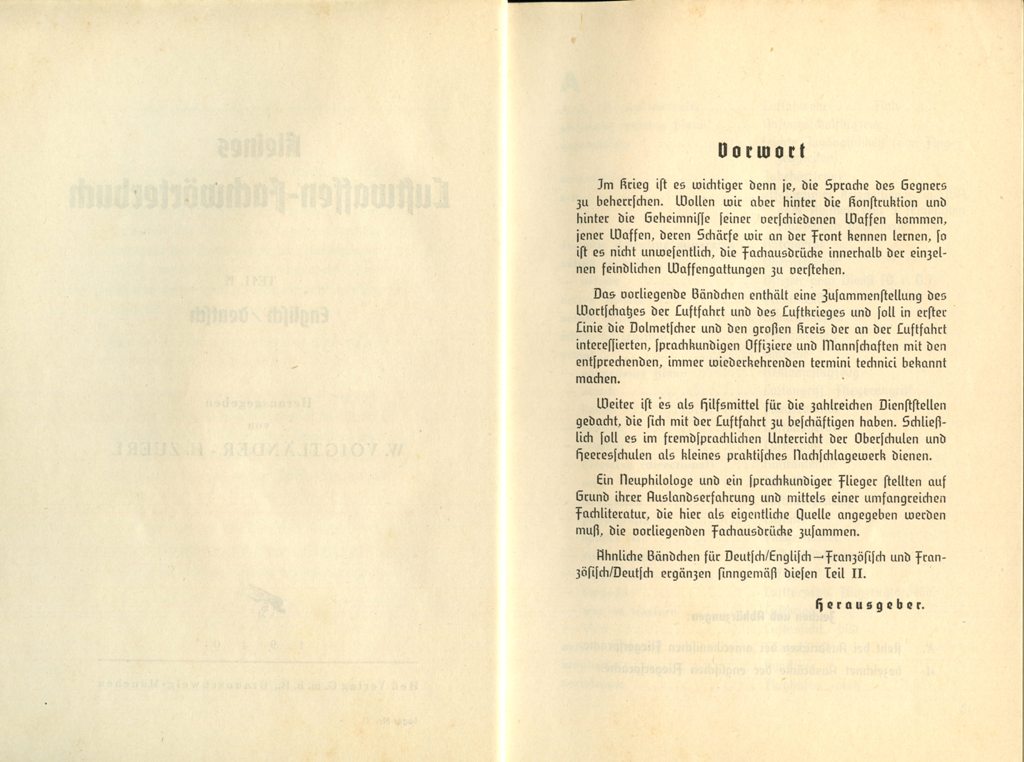 Vorwort
Im Krieg ist es wichtiger denn je, die Sprache des Gegners
zu beherrschen. Wollen wir aber hinter die Konstruktion und
hinter die Geheimnisse seiner verschiedenen Waffen kommen,
jener Waffen, deren Schärfe wir an der Front kennen lernen, so
ist es nicht unwesentlich, die Fachausdrücke innerhalb der einzel-
nen feindlichen Waffengattungen zu verstehen.
Das vorliegende Bändchen enthält eine Zusammenstellung des
Wortschatzes der Luftfahrt und des Luftkrieges und soll in erster
Linie die Dolmetscher und den großen Kreis der an der Luftfahrt
interessierten, sprachkundigen Offiziere und Mannschaften mit den
entsprechenden, immer wiederkehrenden termini technici bekannt
machen.
Weiter ist es als Hilfsmittel für die zahlreichen Dienststellen
gedacht, die sich mit der Luftfahrt zu beschäftigen haben. Schließ-
lich soll es im fremdsprachlichen Unterricht der Oberschulen und
Heeresschulen als kleines praktisches Nachschlagewerk dienen.
Ein Neuphilologe und ein sprachkundiger Flieger stellten auf
Grund ihrer Auslandserfahrung und mittels einer umfangreichen
Fachliteratur, die hier als eigentliche Quelle angegeben werden
muß, die vorliegenden Fachausdrücke zusammen.
Ähnliche Bändchen für Deutsch/Englisch—Französisch und Fran-
zösisch/Deutsch ergänzen sinngemäß diesen Teil II.
Herausgeber.